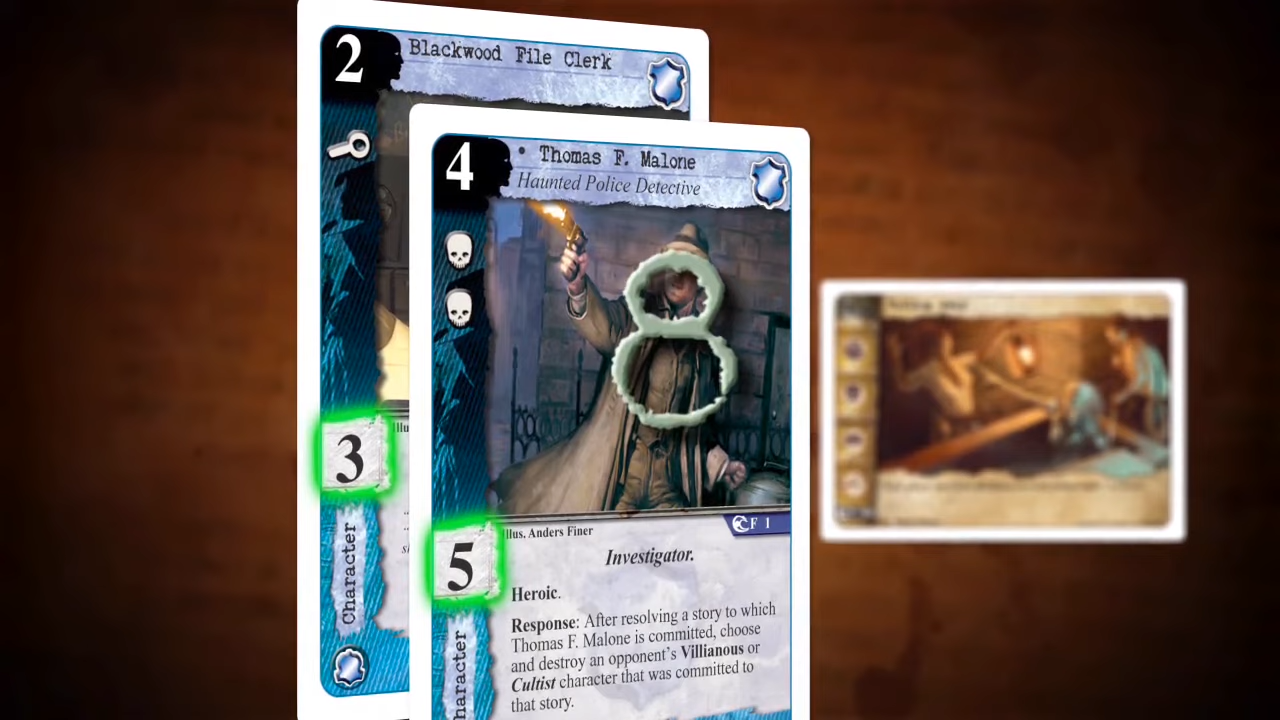 2
Blackwood File Clerk
4
• Thomas F. Malone
Haunted Police Detective
8
3
Illu
Character
F 1
Illus. Anders Finer
5
Investigator.
Heroic.
Response: After resolving a story to which
Thomas F. Malone is committed, choose
and destroy an opponent's Villianous or
Cultist character that was committed to
that story.